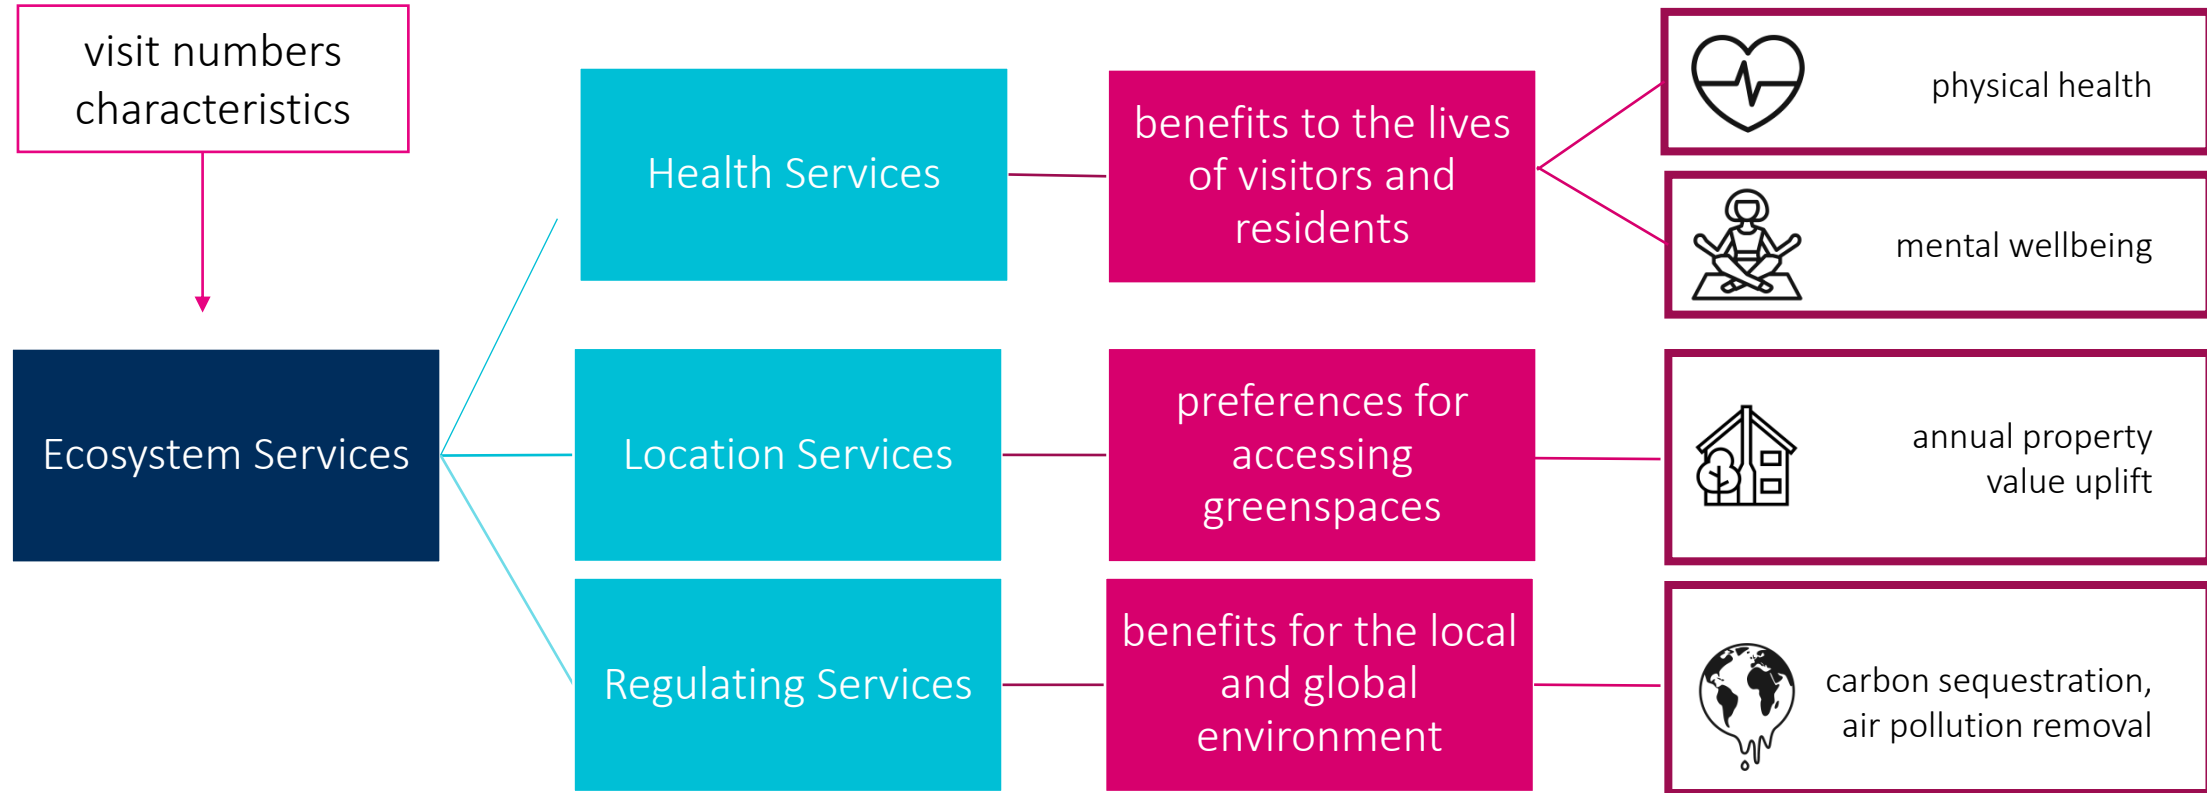 visit numbers
characteristics
Ecosystem Services
Health Services
benefits to the lives
of visitors and
residents
physical health
mental wellbeing
Location Services
preferences for
accessing
greenspaces
annual property
value uplift
Regulating Services
benefits for the local
and global
environment
carbon sequestration,
air pollution removal